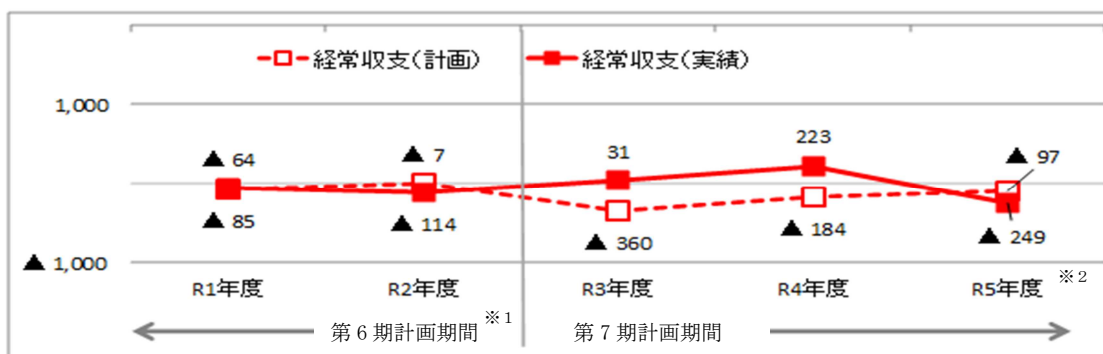 経常収支(計画) 経常収支(実績)
1,000
▲ 64 ▲ 7 31 223 ▲ 97
▲ 85 ▲ 114 ▲ 360 ▲ 184 ▲ 249
▲ 1,000
R1年度 R2年度 R3年度 R4年度 R5年度 ※2
第6期計画期間 ※1 第7期計画期間